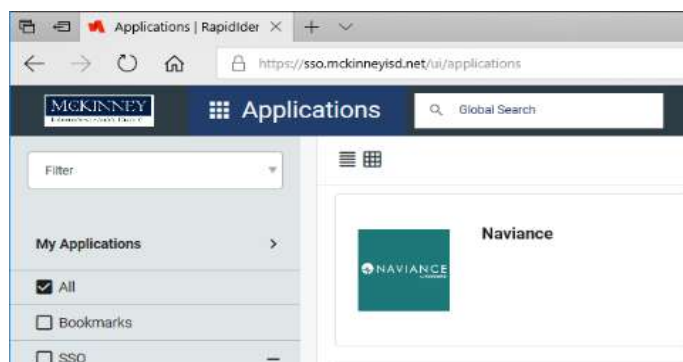 Applications | RapidIder
https://sso.mckinneyisd.net/ui/applications
MCKINNEY
Applications
Global Search
Filter
My Applications
All
Bookmarks
SSO
Naviance
NAVIANCE